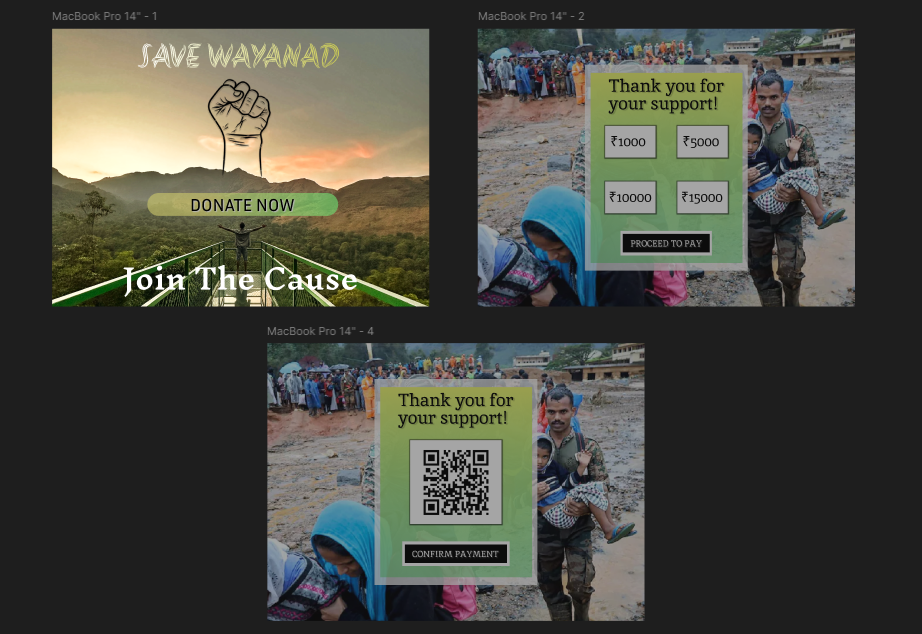 MacBook Pro 14" - 1
SAVE WAYANAD
DONATE NOW
Join The Cause
MacBook Pro 14" - 2
Thank you for
your support!
₹1000
₹5000
₹10000
₹15000
PROCEED TO PAY
MacBook Pro 14" - 4
Thank you for
your support!
CONFIRM PAYMENT